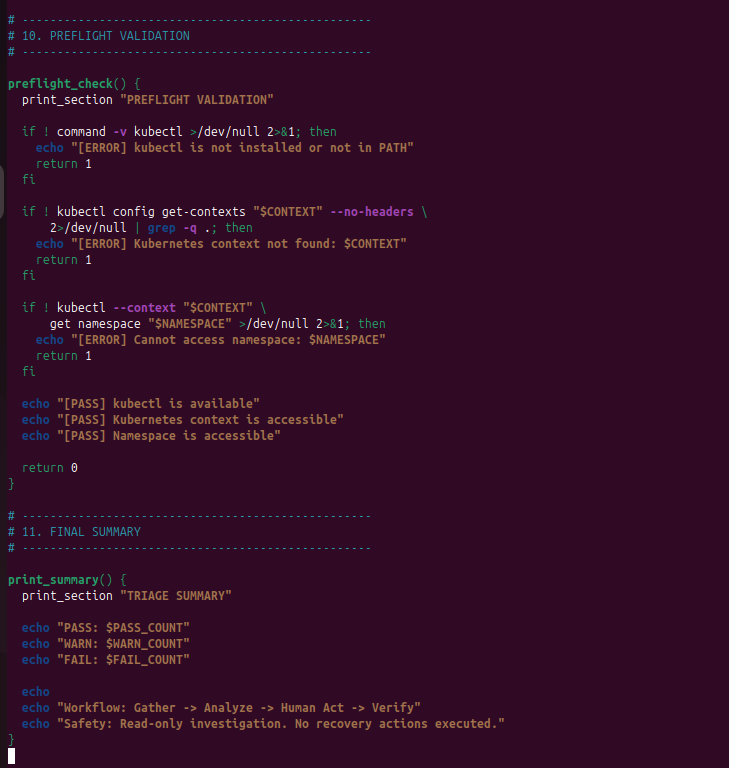 # --------------------------------------------------
# 10. PREFLIGHT VALIDATION
# --------------------------------------------------
preflight_check() {
  print_section "PREFLIGHT VALIDATION"
  if ! command -v kubectl >/dev/null 2>&1; then
    echo "[ERROR] kubectl is not installed or not in PATH"
    return 1
  fi
  if ! kubectl config get-contexts "$CONTEXT" --no-headers \
      2>/dev/null | grep -q .; then
    echo "[ERROR] Kubernetes context not found: $CONTEXT"
    return 1
  fi
  if ! kubectl --context "$CONTEXT" \
      get namespace "$NAMESPACE" >/dev/null 2>&1; then
    echo "[ERROR] Cannot access namespace: $NAMESPACE"
    return 1
  fi
  echo "[PASS] kubectl is available"
  echo "[PASS] Kubernetes context is accessible"
  echo "[PASS] Namespace is accessible"
  return 0
}
# --------------------------------------------------
# 11. FINAL SUMMARY
# --------------------------------------------------
print_summary() {
  print_section "TRIAGE SUMMARY"
  echo "PASS: $PASS_COUNT"
  echo "WARN: $WARN_COUNT"
  echo "FAIL: $FAIL_COUNT"
  echo
  echo "Workflow: Gather -> Analyze -> Human Act -> Verify"
  echo "Safety: Read-only investigation. No recovery actions executed."
}